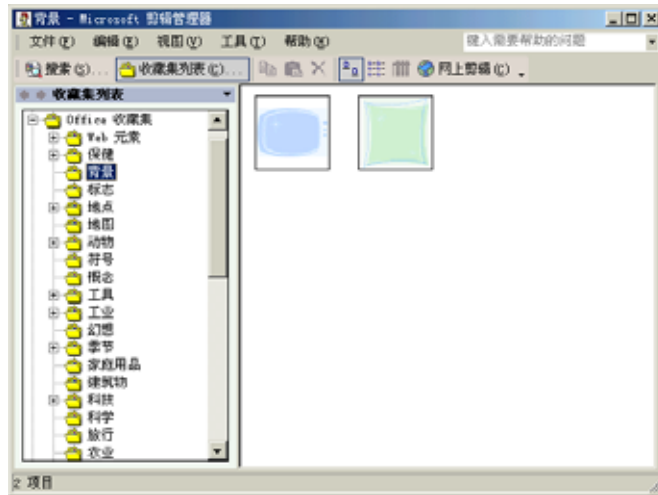 背景 - Microsoft 剪辑管理器
文件(F) 编辑(E) 视图(V) 工具(T) 帮助(H) 键入需要帮助的问题
搜索(S)... 收藏集列表(C)... 网上剪辑(C)
收藏集列表
Office 收藏集
Web 元素
保健
背景
标志
地点
地图
动物
符号
概念
工具
工业
幻想
季节
家庭用品
建筑物
科技
科学
旅行
农业
2 项目